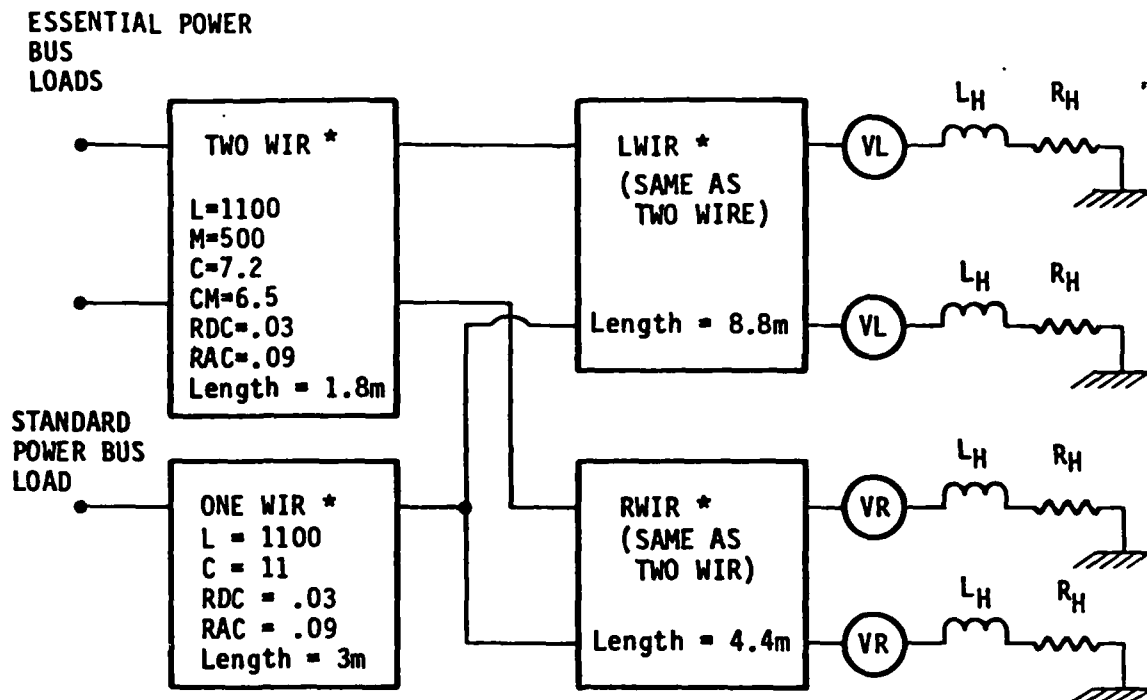 ESSENTIAL POWER
BUS
LOADS
TWO WIR *
L=1100
M=500
C=7.2
CM=6.5
RDC=.03
RAC=.09
Length = 1.8m
LWIR *
(SAME AS
TWO WIRE)
Length = 8.8m
VL
L_H
R_H
VL
L_H
R_H
STANDARD
POWER BUS
LOAD
ONE WIR *
L = 1100
C = 11
RDC = .03
RAC = .09
Length = 3m
RWIR *
(SAME AS
TWO WIR)
Length = 4.4m
VR
L_H
R_H
VR
L_H
R_H